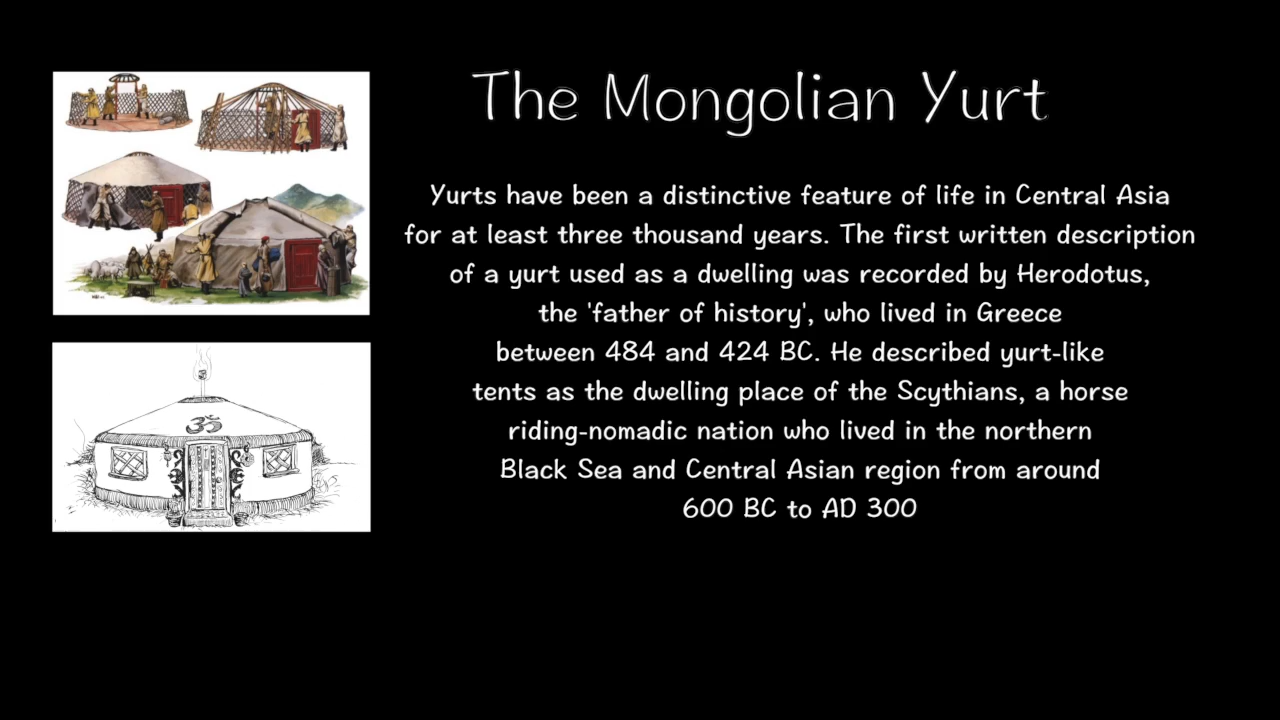 The Mongolian Yurt
Yurts have been a distinctive feature of life in Central Asia
for at least three thousand years. The first written description
of a yurt used as a dwelling was recorded by Herodotus,
the 'father of history', who lived in Greece
between 484 and 424 BC. He described yurt-like
tents as the dwelling place of the Scythians, a horse
riding-nomadic nation who lived in the northern
Black Sea and Central Asian region from around
600 BC to AD 300
ॐ